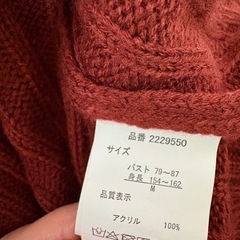 品番 2229550
サイズ
バスト 79～87
身長 154～162
M
品質表示
アクリル 100%